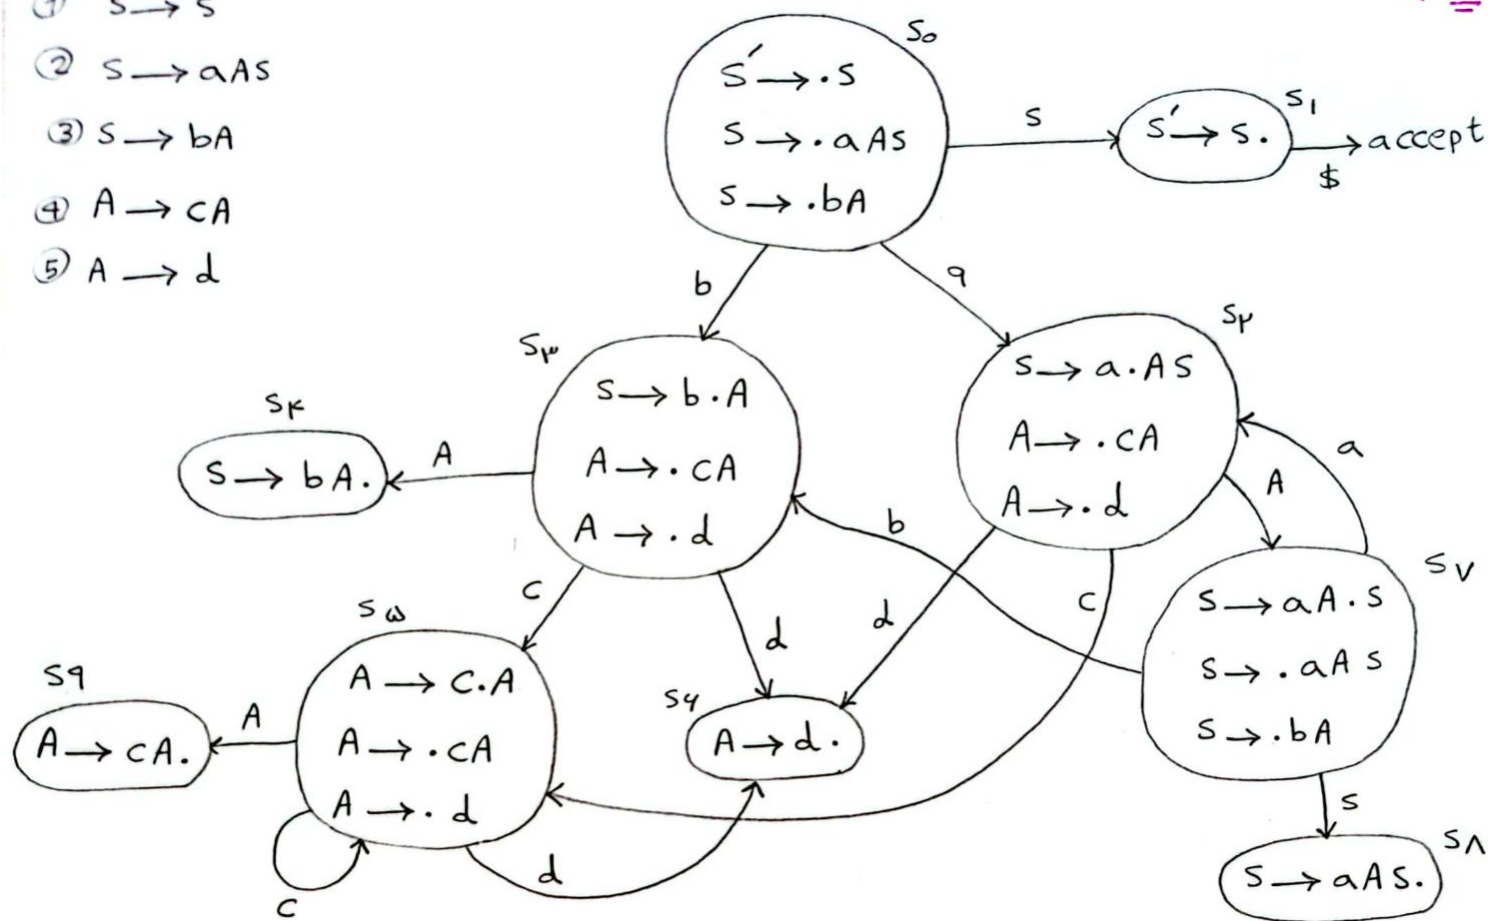 ① S → S
② S → aAS
③ S → bA
④ A → cA
⑤ A → d
S₀
S′ → .S
S → .aAS
S → .bA
S
S₁
S′ → S.
$
accept
b
a
S۳
S → b.A
A → .cA
A → .d
S۲
S → a.AS
A → .cA
A → .d
S۴
S → bA.
A
b
A
a
S۷
S → aA.S
S → .aAS
S → .bA
c
d
d
c
S۵
A → c.A
A → .cA
A → .d
S۹
A → cA.
A
S۶
A → d.
c
d
S
S۸
S → aAS.